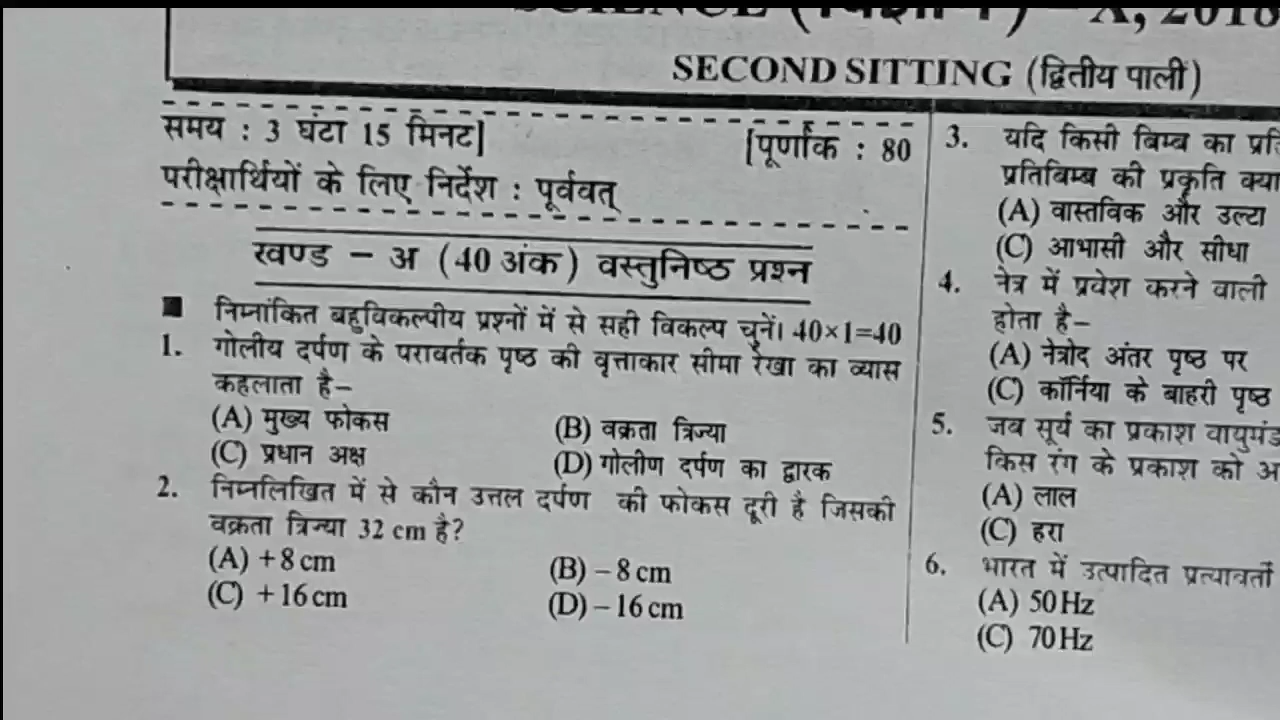 SCIENCE (विज्ञान) – X, 2018
SECOND SITTING (द्वितीय पाली)
समय : 3 घंटा 15 मिनट]
[पूर्णांक : 80
परीक्षार्थियों के लिए निर्देश : पूर्ववत्
खण्ड – अ (40 अंक) वस्तुनिष्ठ प्रश्न
■ निम्नांकित बहुविकल्पीय प्रश्नों में से सही विकल्प चुनें। 40×1=40
1. गोलीय दर्पण के परावर्तक पृष्ठ की वृत्ताकार सीमा रेखा का व्यास
कहलाता है–
(A) मुख्य फोकस (B) वक्रता त्रिज्या
(C) प्रधान अक्ष (D) गोलीण दर्पण का द्वारक
2. निम्नलिखित में से कौन उत्तल दर्पण की फोकस दूरी है जिसकी
वक्रता त्रिज्या 32 cm है?
(A) +8 cm (B) – 8 cm
(C) +16 cm (D) – 16 cm
3. यदि किसी बिम्ब का
प्रतिविम्ब की प्रकृति क्या
(A) वास्तविक और उल्टा
(C) आभासी और सीधा
4. नेत्र में प्रवेश करने वाली
होता है–
(A) नेत्रोद अंतर पृष्ठ पर
(C) कॉर्निया के बाहरी पृष्ठ
5. जब सूर्य का प्रकाश
किस रंग के प्रकाश को
(A) लाल
(C) हरा
6. भारत में उत्पादित
(A) 50 Hz
(C) 70 Hz